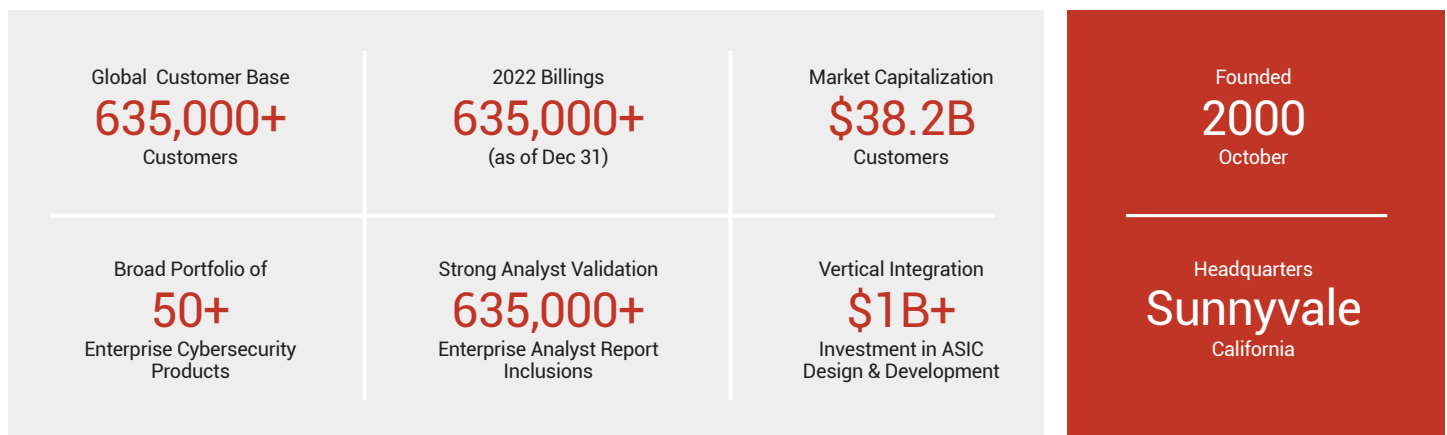 Global Customer Base
635,000+
Customers
2022 Billings
635,000+
(as of Dec 31)
Market Capitalization
$38.2B
Customers
Founded
2000
October
Broad Portfolio of
50+
Enterprise Cybersecurity
Products
Strong Analyst Validation
635,000+
Enterprise Analyst Report
Inclusions
Vertical Integration
$1B+
Investment in ASIC
Design & Development
Headquarters
Sunnyvale
California